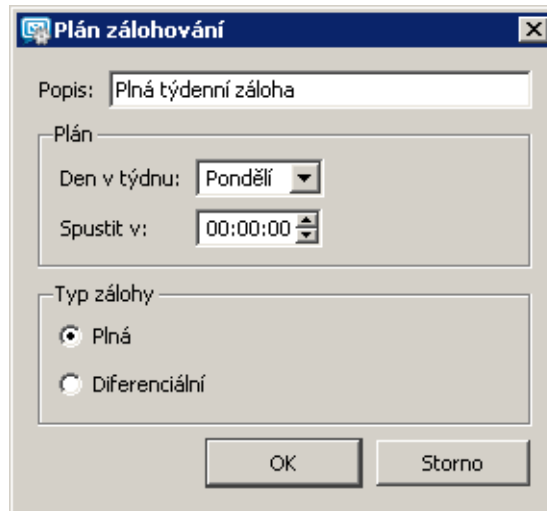 Plán zálohování
Popis: Plná týdenní záloha
Plán
Den v týdnu: Pondělí
Spustit v: 00:00:00
Typ zálohy
Plná
Diferenciální
OK Storno